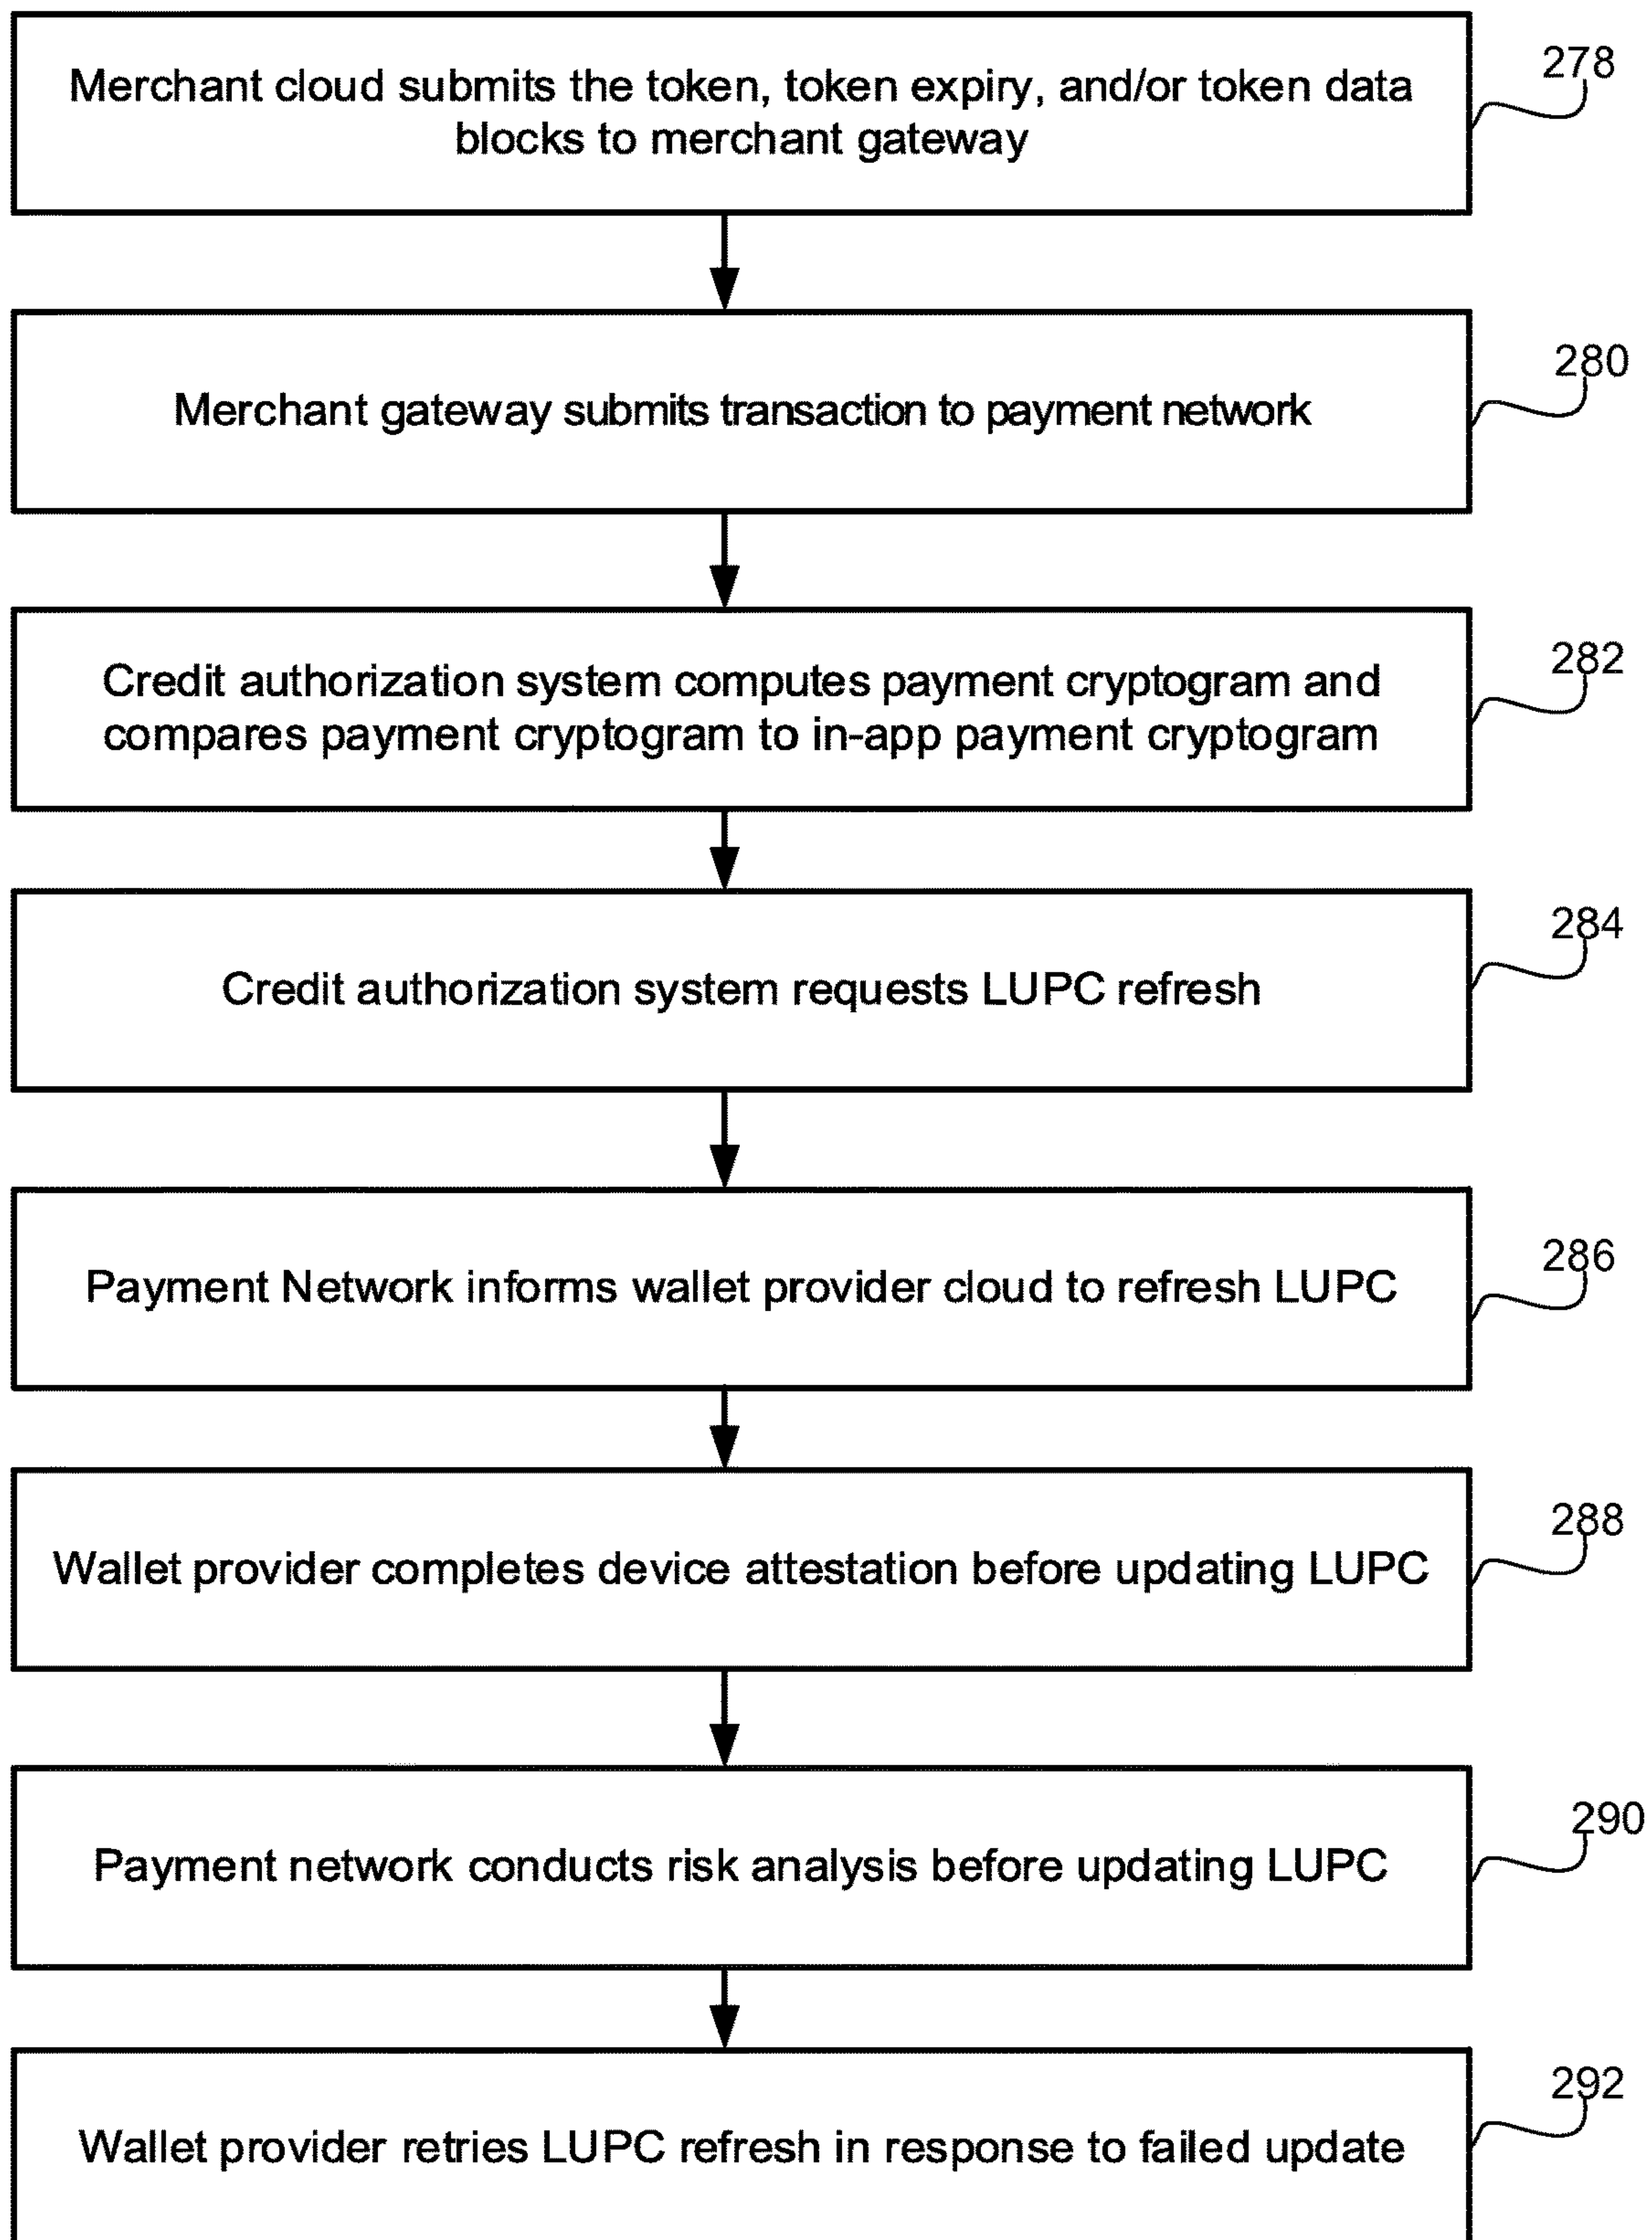 Merchant cloud submits the token, token expiry, and/or token data
blocks to merchant gateway
278
Merchant gateway submits transaction to payment network
280
Credit authorization system computes payment cryptogram and
compares payment cryptogram to in-app payment cryptogram
282
Credit authorization system requests LUPC refresh
284
Payment Network informs wallet provider cloud to refresh LUPC
286
Wallet provider completes device attestation before updating LUPC
288
Payment network conducts risk analysis before updating LUPC
290
Wallet provider retries LUPC refresh in response to failed update
292